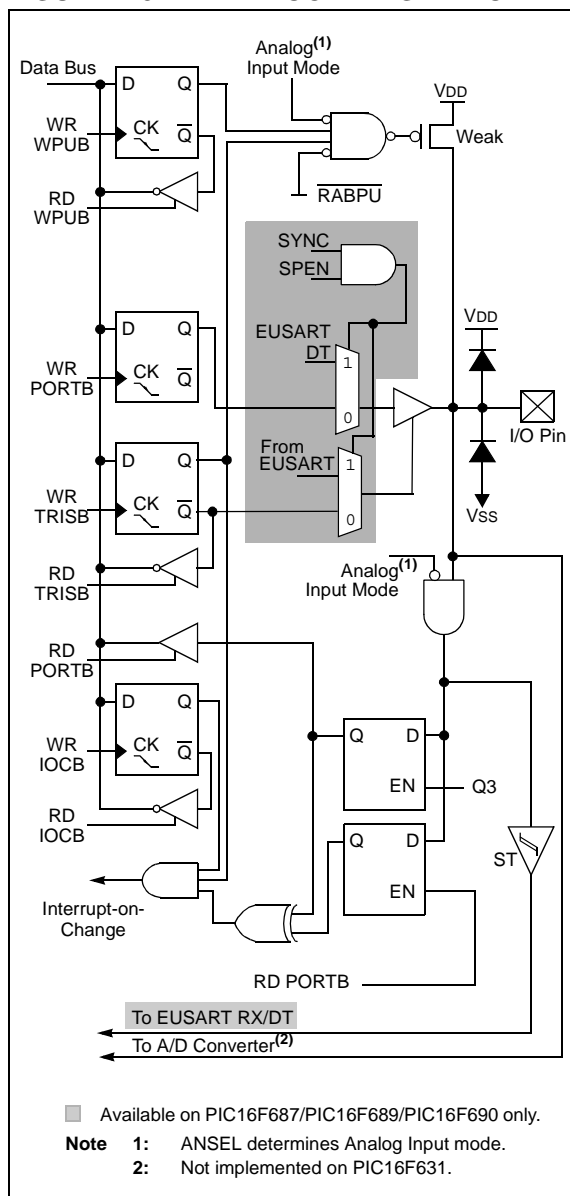 Analog(1)
Input Mode
Data Bus
VDD
D Q
WR
WPUB
CK Q
Weak
RD
WPUB
RABPU
SYNC
SPEN
EUSART
DT
1
0
VDD
D Q
WR
PORTB
CK Q
I/O Pin
From
EUSART
1
0
D Q
WR
TRISB
CK Q
VSS
RD
TRISB
Analog(1)
Input Mode
RD
PORTB
D Q
WR
IOCB
CK Q
Q D
EN
Q3
RD
IOCB
Q D
EN
ST
Interrupt-on-
Change
RD PORTB
To EUSART RX/DT
To A/D Converter(2)
Available on PIC16F687/PIC16F689/PIC16F690 only.
Note 1: ANSEL determines Analog Input mode.
2: Not implemented on PIC16F631.